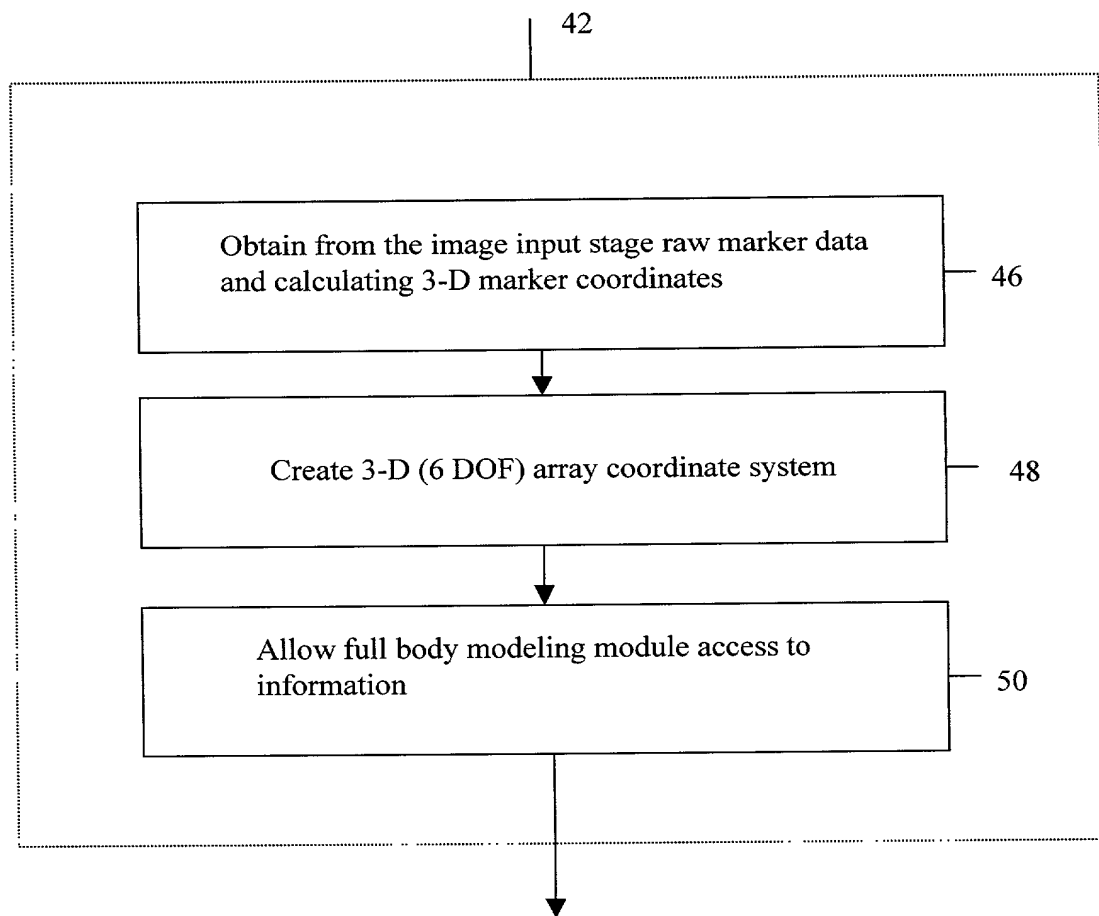 42
Obtain from the image input stage raw marker data
and calculating 3-D marker coordinates
46
Create 3-D (6 DOF) array coordinate system
48
Allow full body modeling module access to
information
50